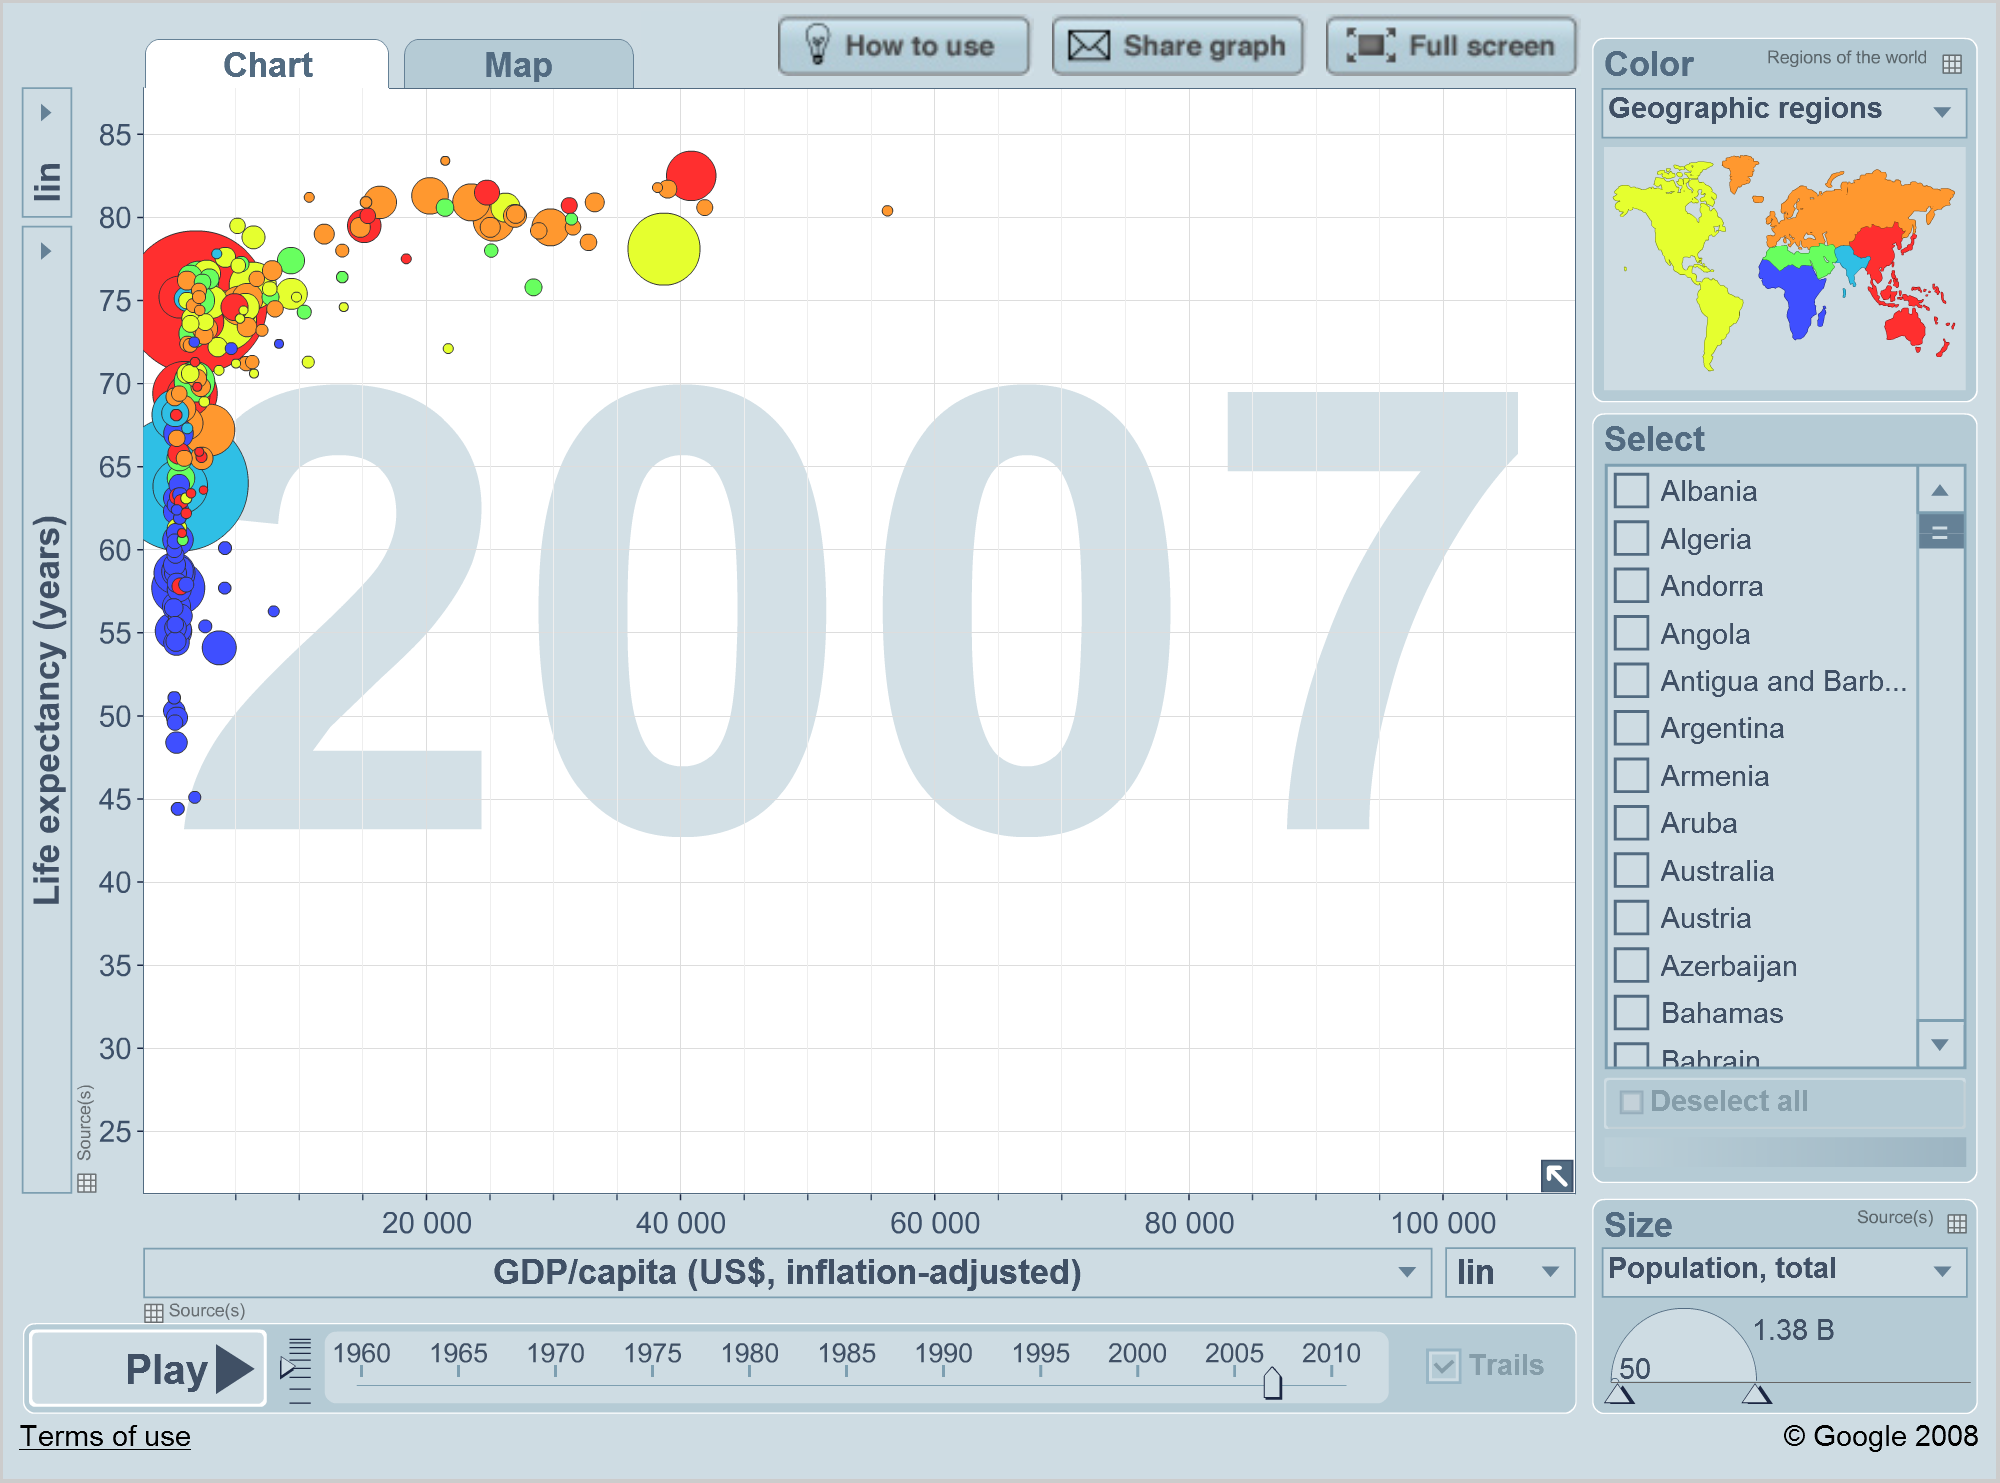 Chart
Map
How to use
Share graph
Full screen
Color
Regions of the world
Geographic regions
lin
Life expectancy (years)
Source(s)
85
80
75
70
65
60
55
50
45
40
35
30
25
2007
20 000
40 000
60 000
80 000
100 000
GDP/capita (US$, inflation-adjusted)
lin
Source(s)
Select
Albania
Algeria
Andorra
Angola
Antigua and Barb...
Argentina
Armenia
Aruba
Australia
Austria
Azerbaijan
Bahamas
Bahrain
Deselect all
Size
Source(s)
Population, total
1.38 B
50
Play
1960 1965 1970 1975 1980 1985 1990 1995 2000 2005 2010
Trails
Terms of use
© Google 2008